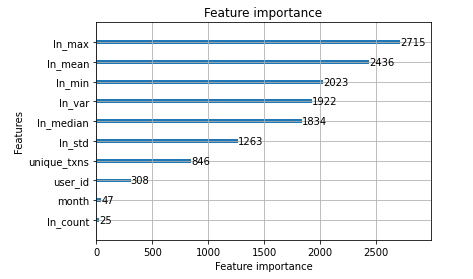 Feature importance
ln_max 2715
ln_mean 2436
ln_min 2023
ln_var 1922
ln_median 1834
ln_std 1263
unique_txns 846
user_id 308
month 47
ln_count 25
Features
0 500 1000 1500 2000 2500
Feature importance